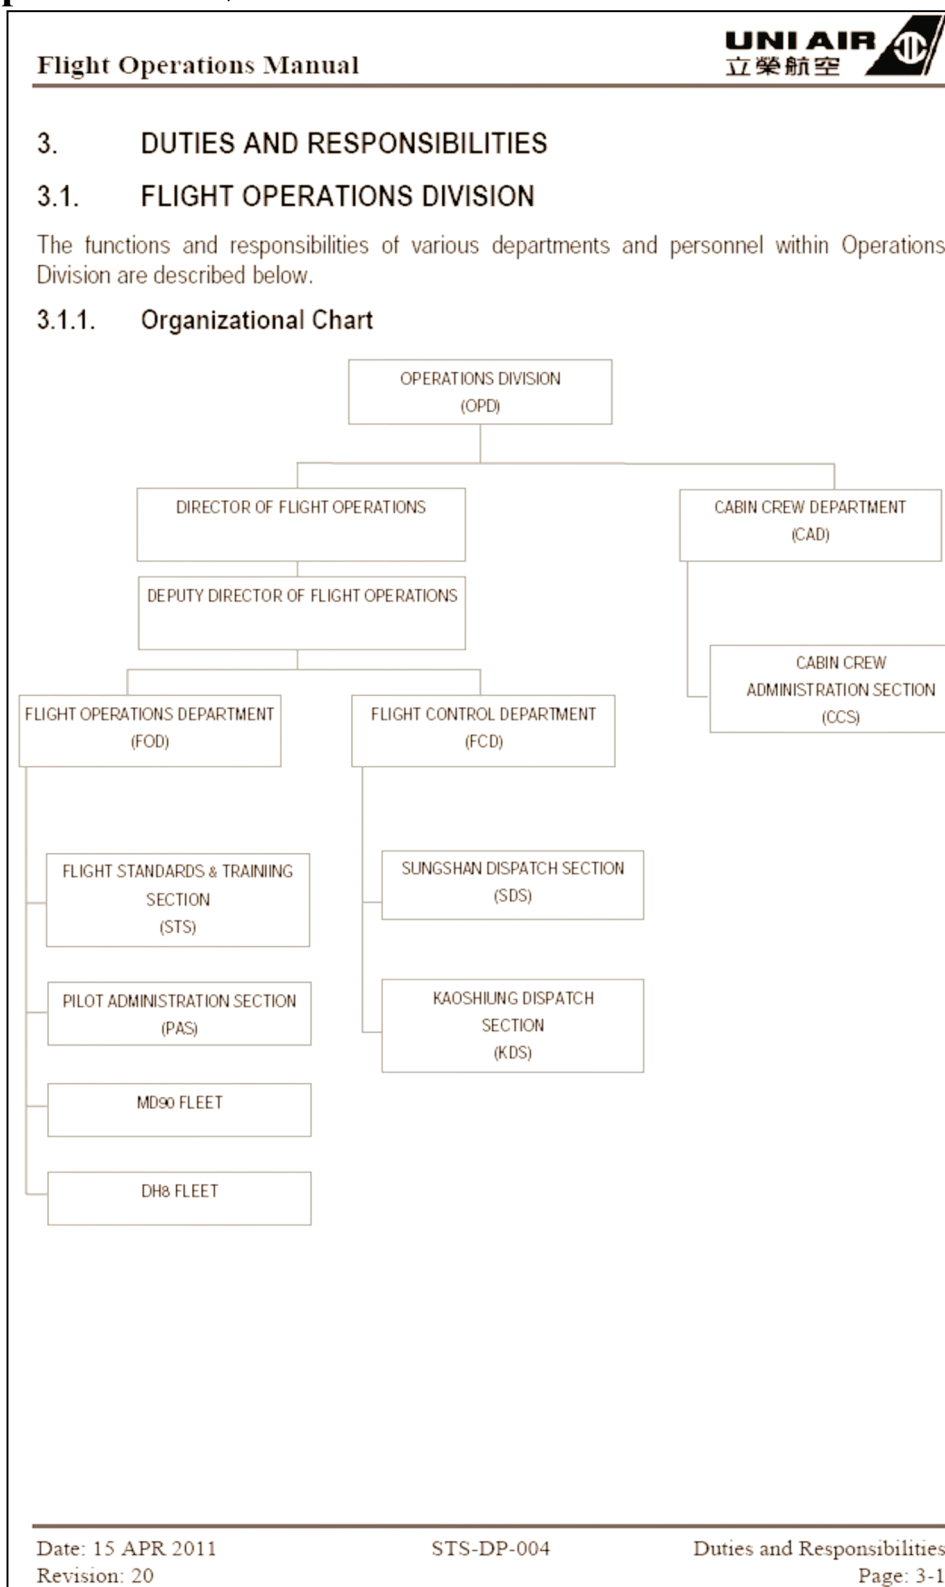 Flight Operations Manual
UNI AIR
立榮航空
3. DUTIES AND RESPONSIBILITIES
3.1. FLIGHT OPERATIONS DIVISION
The functions and responsibilities of various departments and personnel within Operations
Division are described below.
3.1.1. Organizational Chart
OPERATIONS DIVISION
(OPD)
DIRECTOR OF FLIGHT OPERATIONS
CABIN CREW DEPARTMENT
(CAD)
DEPUTY DIRECTOR OF FLIGHT OPERATIONS
CABIN CREW
ADMINISTRATION SECTION
(CCS)
FLIGHT OPERATIONS DEPARTMENT
(FOD)
FLIGHT CONTROL DEPARTMENT
(FCD)
FLIGHT STANDARDS & TRAINIING
SECTION
(STS)
SUNGSHAN DISPATCH SECTION
(SDS)
PILOT ADMINISTRATION SECTION
(PAS)
KAOSHIUNG DISPATCH
SECTION
(KDS)
MD90 FLEET
DH8 FLEET
Date: 15 APR 2011 STS-DP-004 Duties and Responsibilities
Revision: 20 Page: 3-1